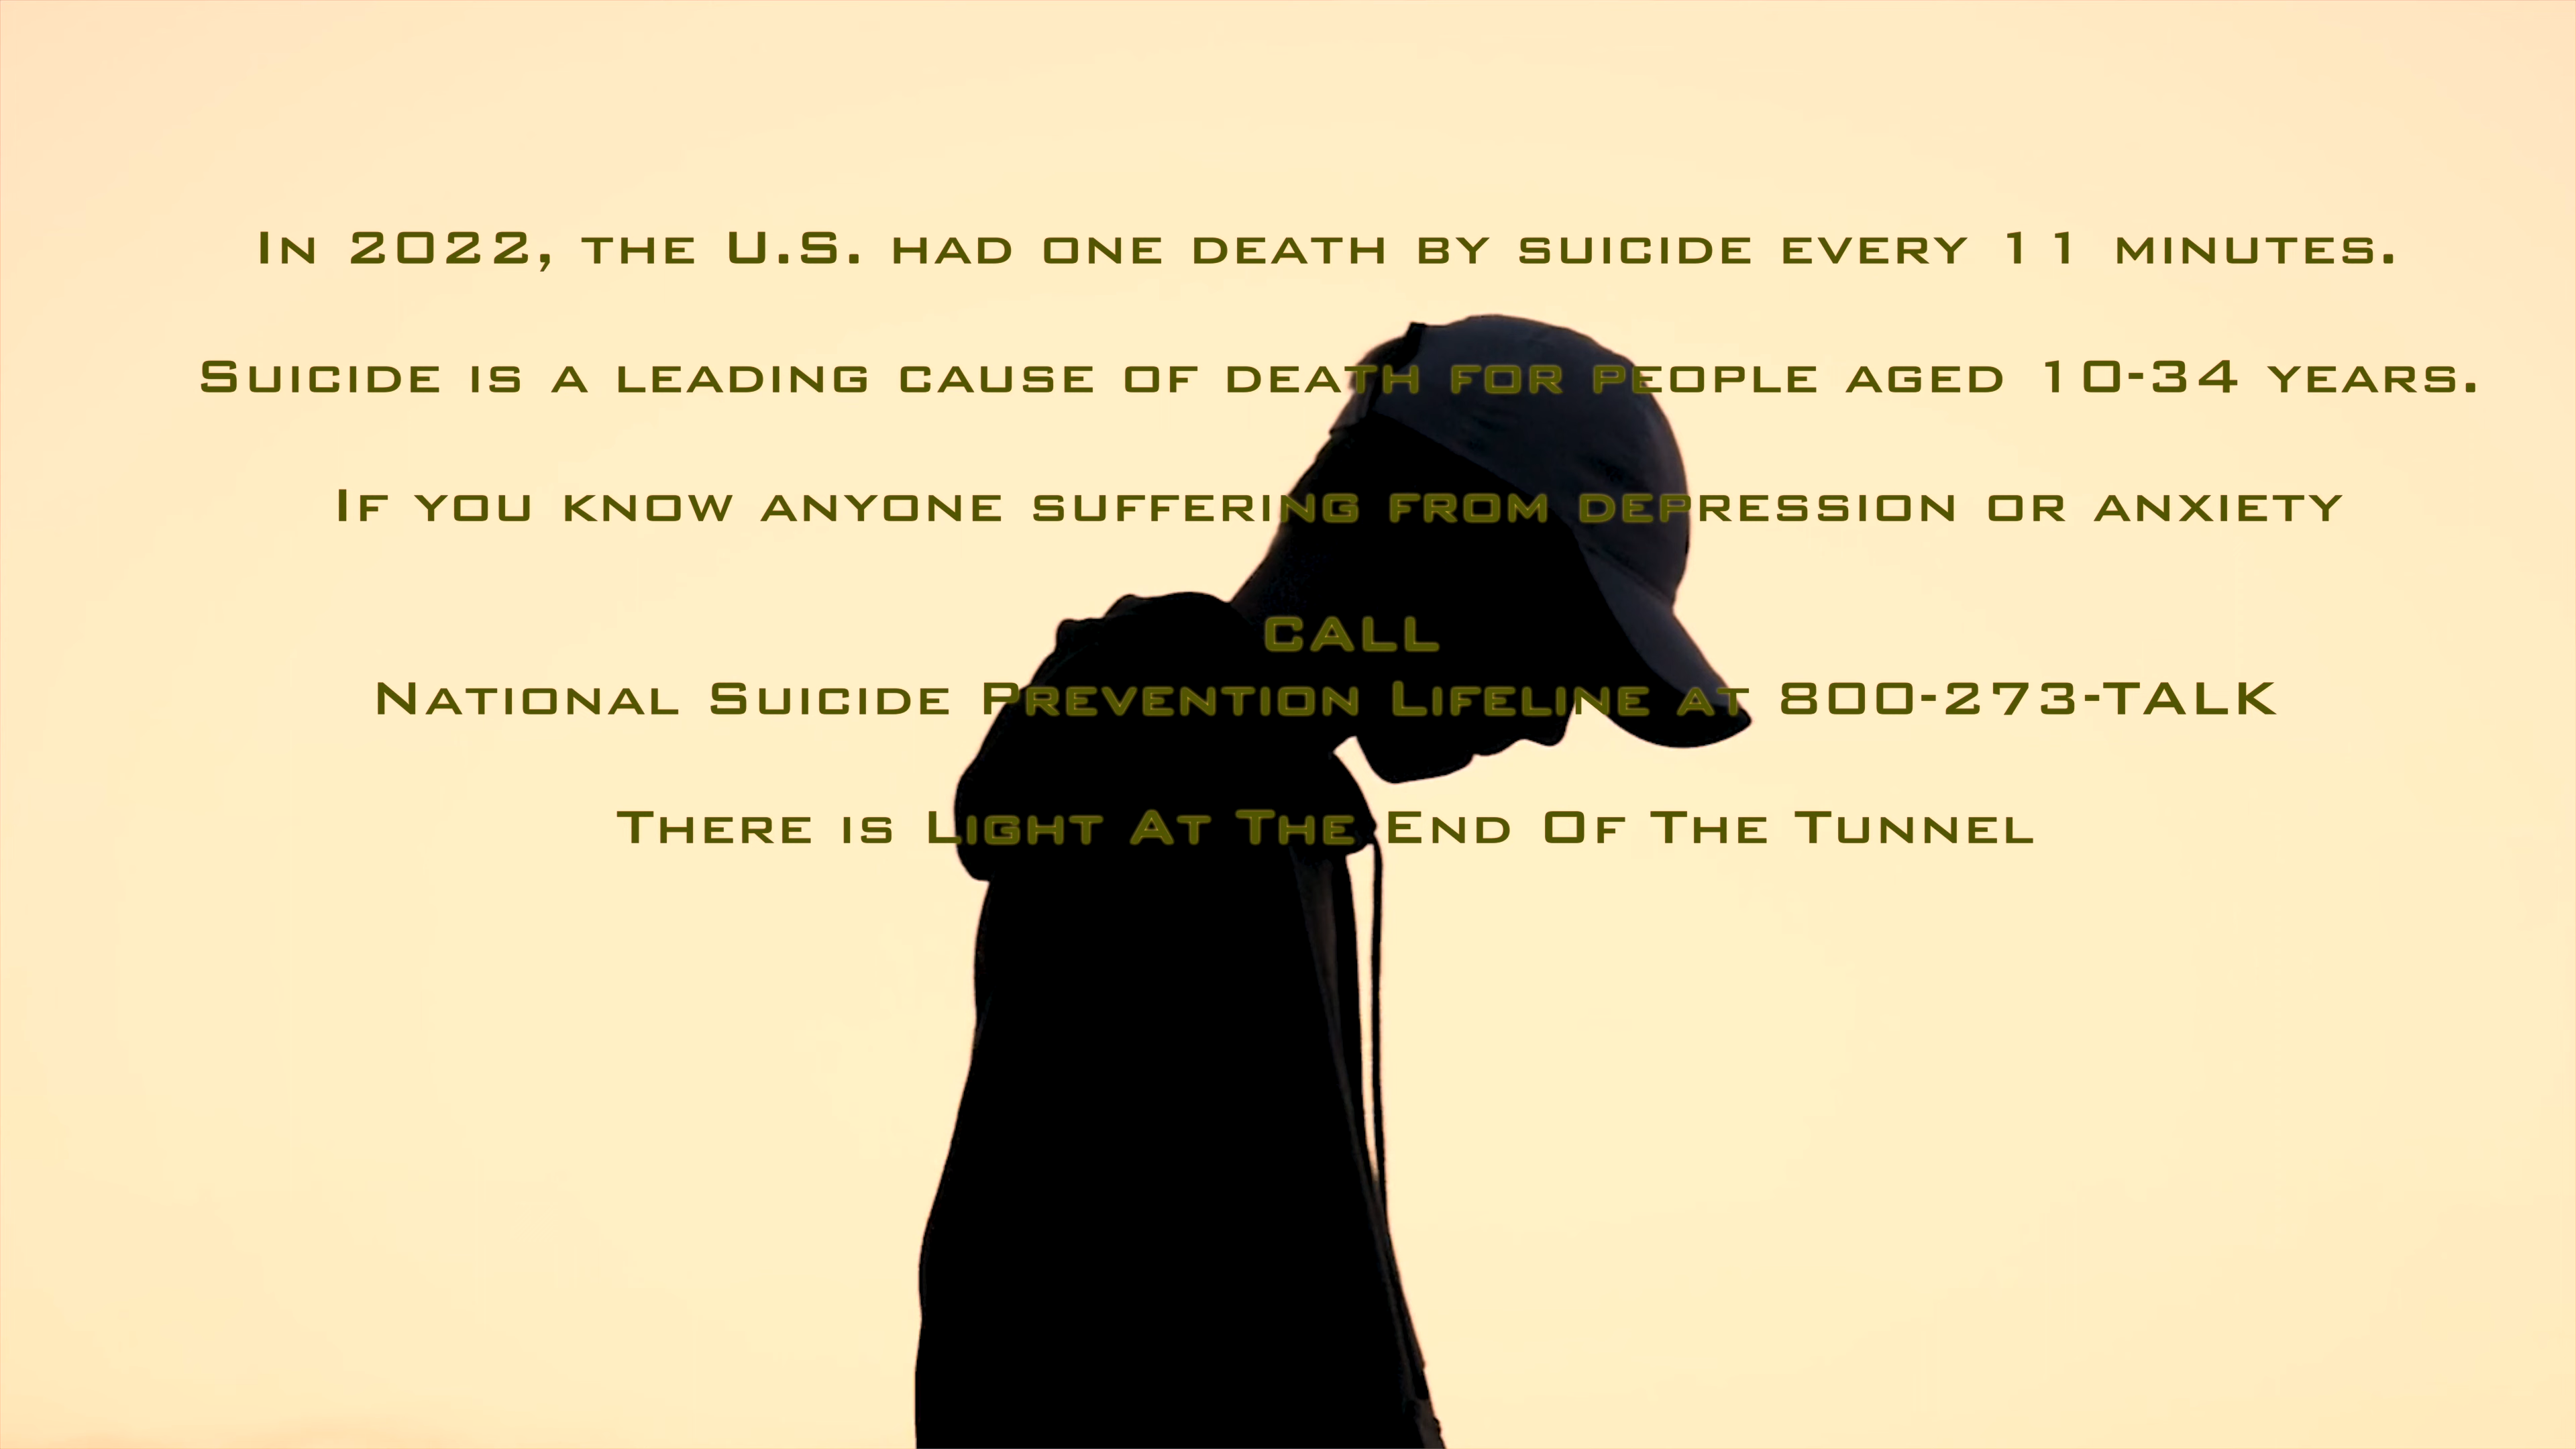 In 2022, the U.S. had one death by suicide every 11 minutes.
Suicide is a leading cause of death for people aged 10-34 years.
If you know anyone suffering from depression or anxiety
call
National Suicide Prevention Lifeline at 800-273-TALK
There is Light At The End Of The Tunnel